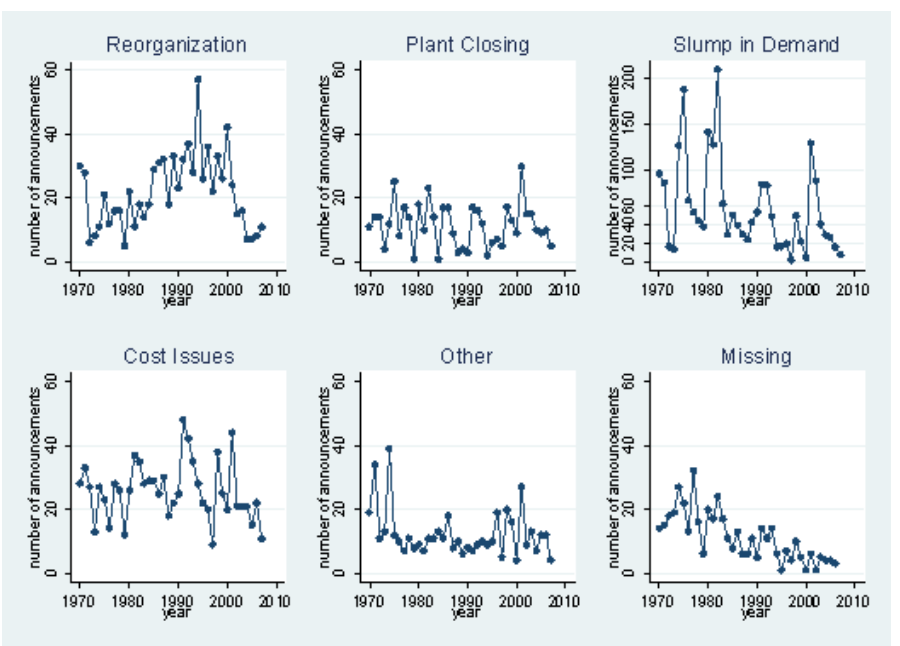 Reorganization
number of announcements
60
40
20
0
1970 1980 1990 2000 2010
year
Plant Closing
number of announcements
60
40
20
0
1970 1980 1990 2000 2010
year
Slump in Demand
number of announcements
200
150
100
60
40
20
0
1970 1980 1990 2000 2010
year
Cost Issues
number of announcements
60
40
20
0
1970 1980 1990 2000 2010
year
Other
number of announcements
60
40
20
0
1970 1980 1990 2000 2010
year
Missing
number of announcements
60
40
20
0
1970 1980 1990 2000 2010
year